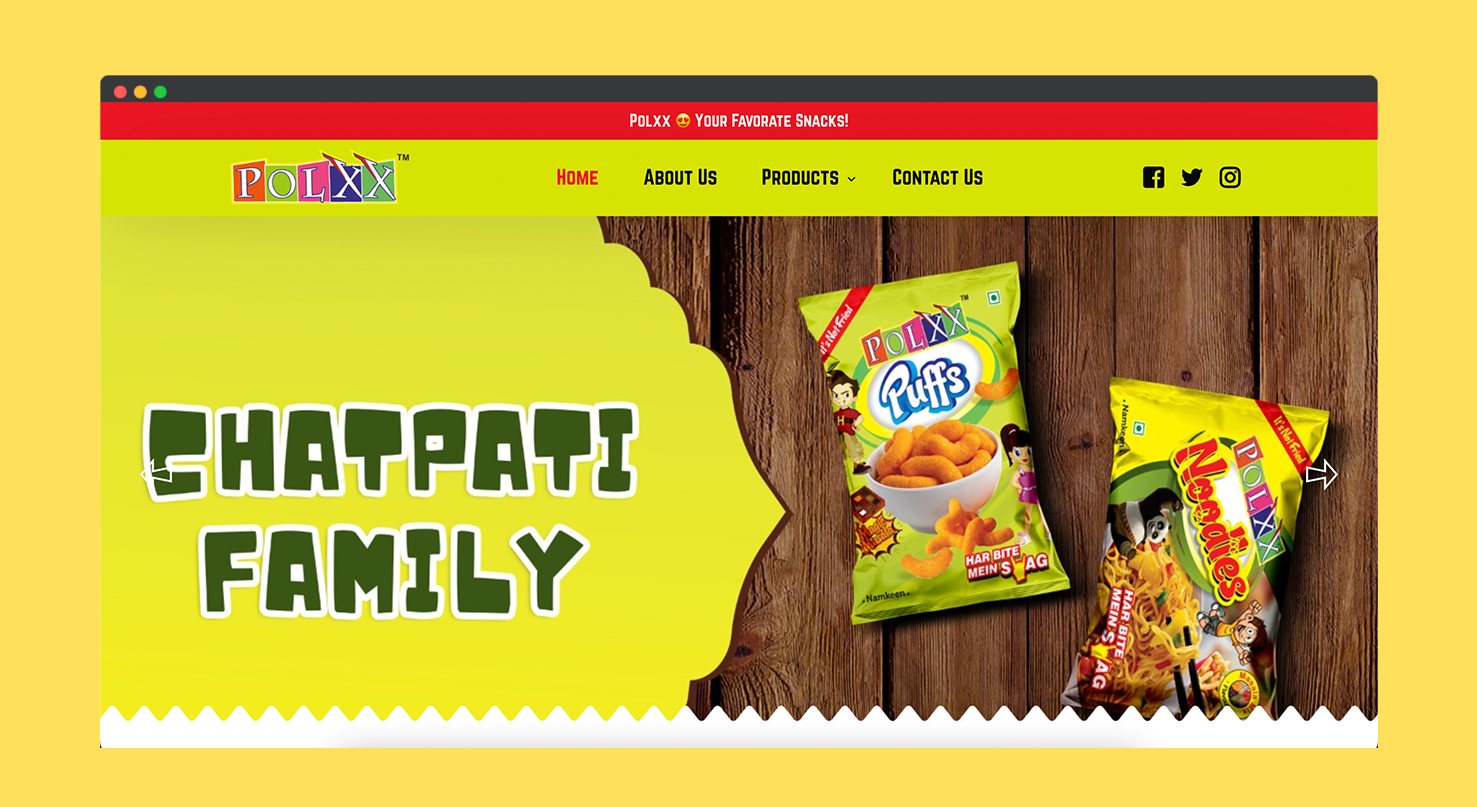 Polxx 😍 Your Favorate Snacks!
POLXX™
Home
About Us
Products
Contact Us
CHATPATI
FAMILY
It's Not Fried
POLXX™
Puffs
HAR BITE
MEIN SWAG
• Namkeen •
• Namkeen
It's Not Fried
POLXX
Noodles
HAR BITE
MEIN SWAG